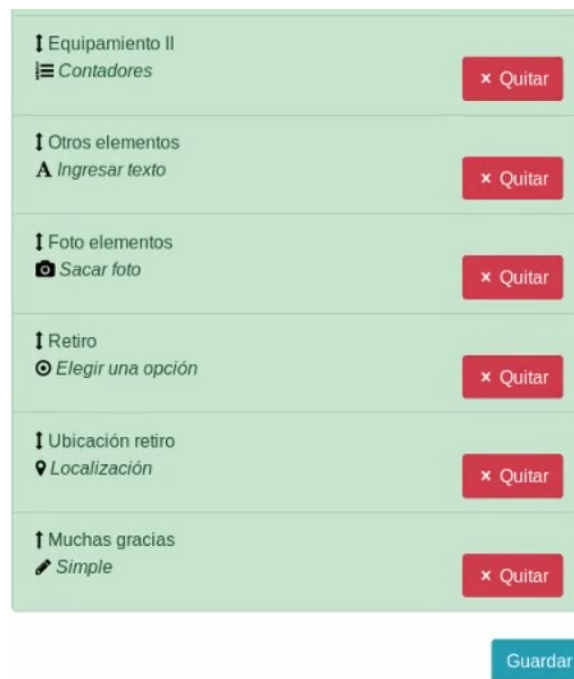 Equipamiento II
Contadores
× Quitar
Otros elementos
Ingresar texto
× Quitar
Foto elementos
Sacar foto
× Quitar
Retiro
Elegir una opción
× Quitar
Ubicación retiro
Localización
× Quitar
Muchas gracias
Simple
× Quitar
Guardar